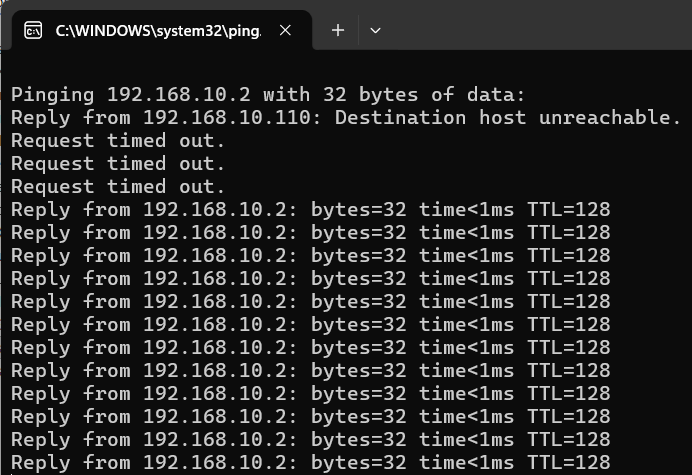 C:\WINDOWS\system32\ping.
Pinging 192.168.10.2 with 32 bytes of data:
Reply from 192.168.10.110: Destination host unreachable.
Request timed out.
Request timed out.
Request timed out.
Reply from 192.168.10.2: bytes=32 time<1ms TTL=128
Reply from 192.168.10.2: bytes=32 time<1ms TTL=128
Reply from 192.168.10.2: bytes=32 time<1ms TTL=128
Reply from 192.168.10.2: bytes=32 time<1ms TTL=128
Reply from 192.168.10.2: bytes=32 time<1ms TTL=128
Reply from 192.168.10.2: bytes=32 time<1ms TTL=128
Reply from 192.168.10.2: bytes=32 time<1ms TTL=128
Reply from 192.168.10.2: bytes=32 time<1ms TTL=128
Reply from 192.168.10.2: bytes=32 time<1ms TTL=128
Reply from 192.168.10.2: bytes=32 time<1ms TTL=128
Reply from 192.168.10.2: bytes=32 time<1ms TTL=128
Reply from 192.168.10.2: bytes=32 time<1ms TTL=128